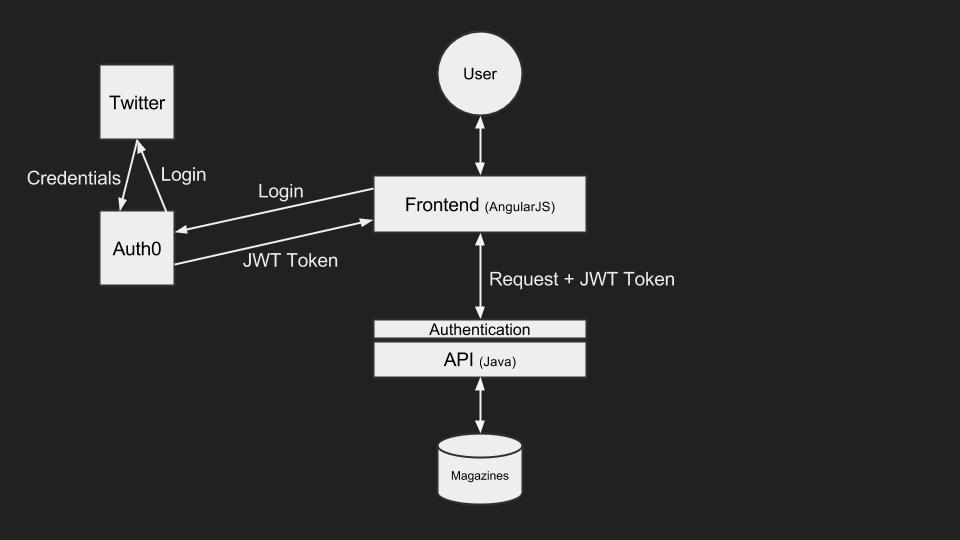 User
Twitter
Credentials
Login
Login
Frontend (AngularJS)
Auth0
JWT Token
Request + JWT Token
Authentication
API (Java)
Magazines